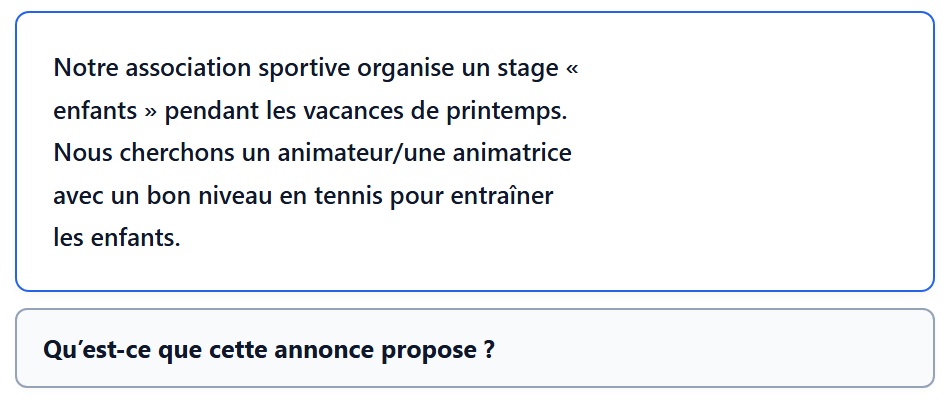 Notre association sportive organise un stage «
enfants » pendant les vacances de printemps.
Nous cherchons un animateur/une animatrice
avec un bon niveau en tennis pour entraîner
les enfants.
Qu’est-ce que cette annonce propose ?